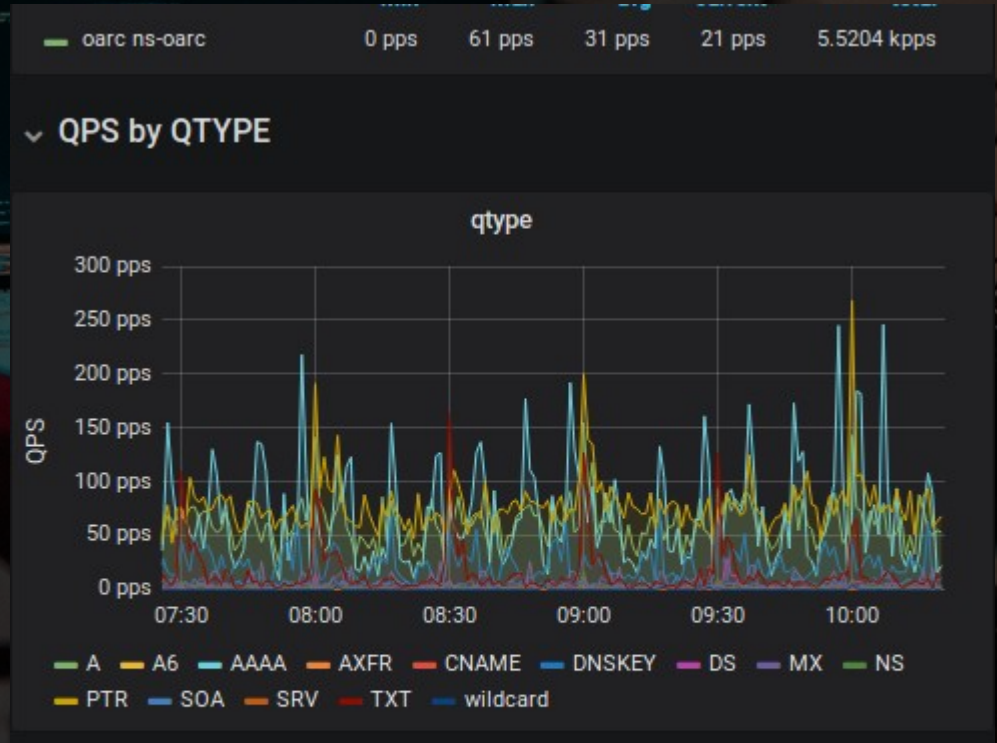 oarc ns-oarc 0 pps 61 pps 31 pps 21 pps 5.5204 kpps
QPS by QTYPE
qtype
300 pps
250 pps
200 pps
150 pps
100 pps
50 pps
0 pps
QPS
07:30 08:00 08:30 09:00 09:30 10:00
A A6 AAAA AXFR CNAME DNSKEY DS MX NS
PTR SOA SRV TXT wildcard